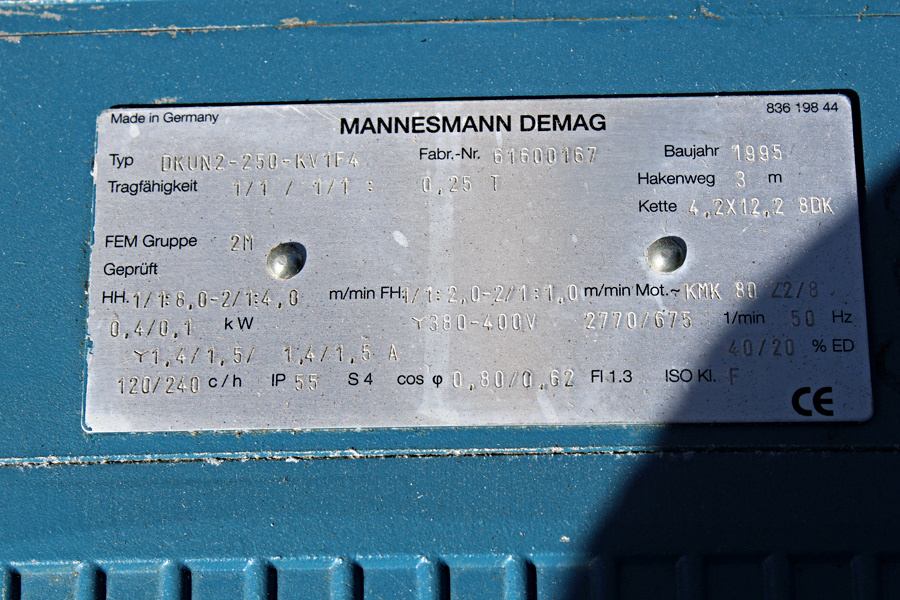 Made in Germany MANNESMANN DEMAG 836 198 44
Typ DKUN2-250-KV1F4 Fabr.-Nr. 61600167 Baujahr 1995
Tragfähigkeit 1/1 / 1/1 : 0,25 T Hakenweg 3 m
Kette 4,2X12,2 8DK
FEM Gruppe 2M
Geprüft
HH. 1/1:8,0-2/1:4,0 m/min FH. 1/1:2,0-2/1:1,0 m/min Mot.~ KMK 80 Z2/8
0,4/0,1 kW Y380-400V 2770/675 1/min 50 Hz
Y1,4/1,5/ 1,4/1,5 A 40/20 % ED
120/240 c/h IP 55 S 4 cos φ 0,80/0,62 FI 1.3 ISO Kl. F
CE